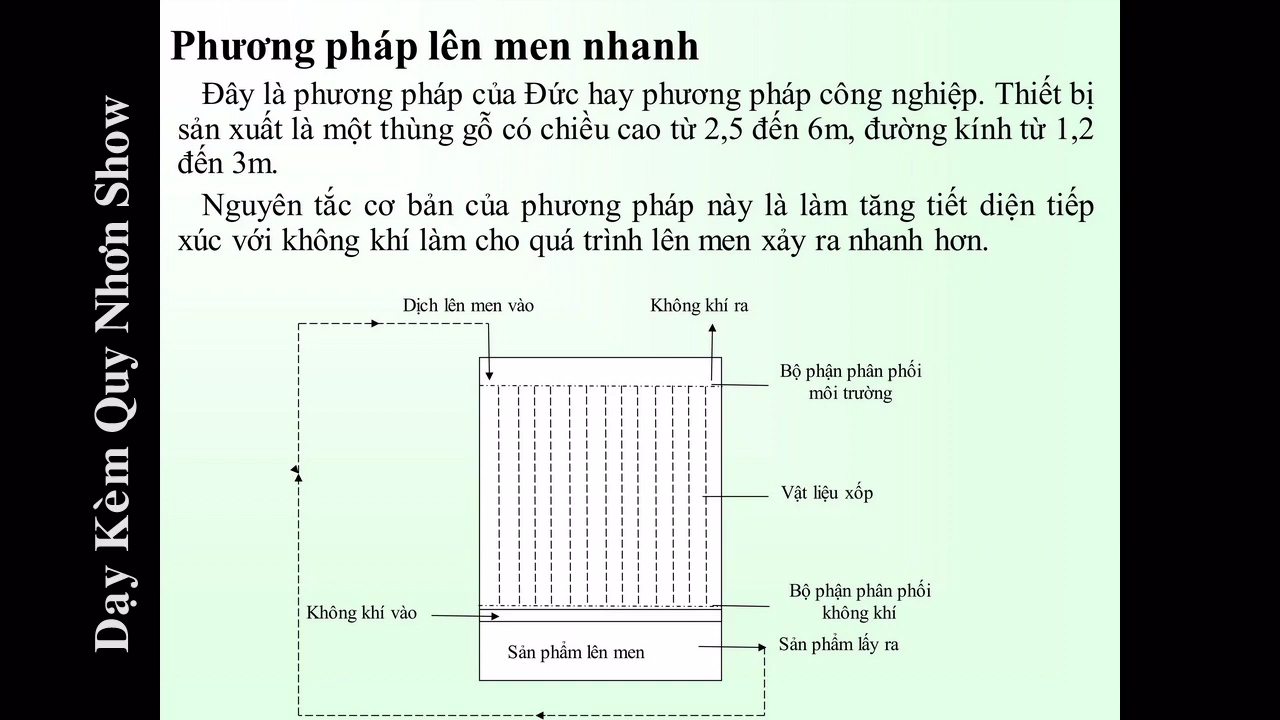 Phương pháp lên men nhanh
Đây là phương pháp của Đức hay phương pháp công nghiệp. Thiết bị
sản xuất là một thùng gỗ có chiều cao từ 2,5 đến 6m, đường kính từ 1,2
đến 3m.
Nguyên tắc cơ bản của phương pháp này là làm tăng tiết diện tiếp
xúc với không khí làm cho quá trình lên men xảy ra nhanh hơn.
Dịch lên men vào
Không khí ra
Bộ phận phân phối
môi trường
Vật liệu xốp
Bộ phận phân phối
không khí
Không khí vào
Sản phẩm lấy ra
Sản phẩm lên men
Dạy Kèm Quy Nhơn Show